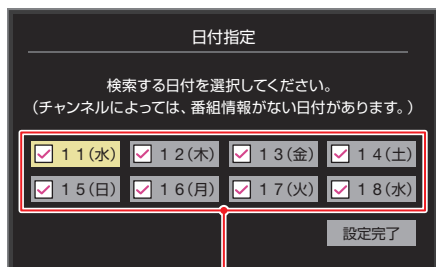 日付指定
検索する日付を選択してください。
（チャンネルによっては、番組情報がない日付があります。）
１１(水) １２(木) １３(金) １４(土)
１５(日) １６(月) １７(火) １８(水)
設定完了